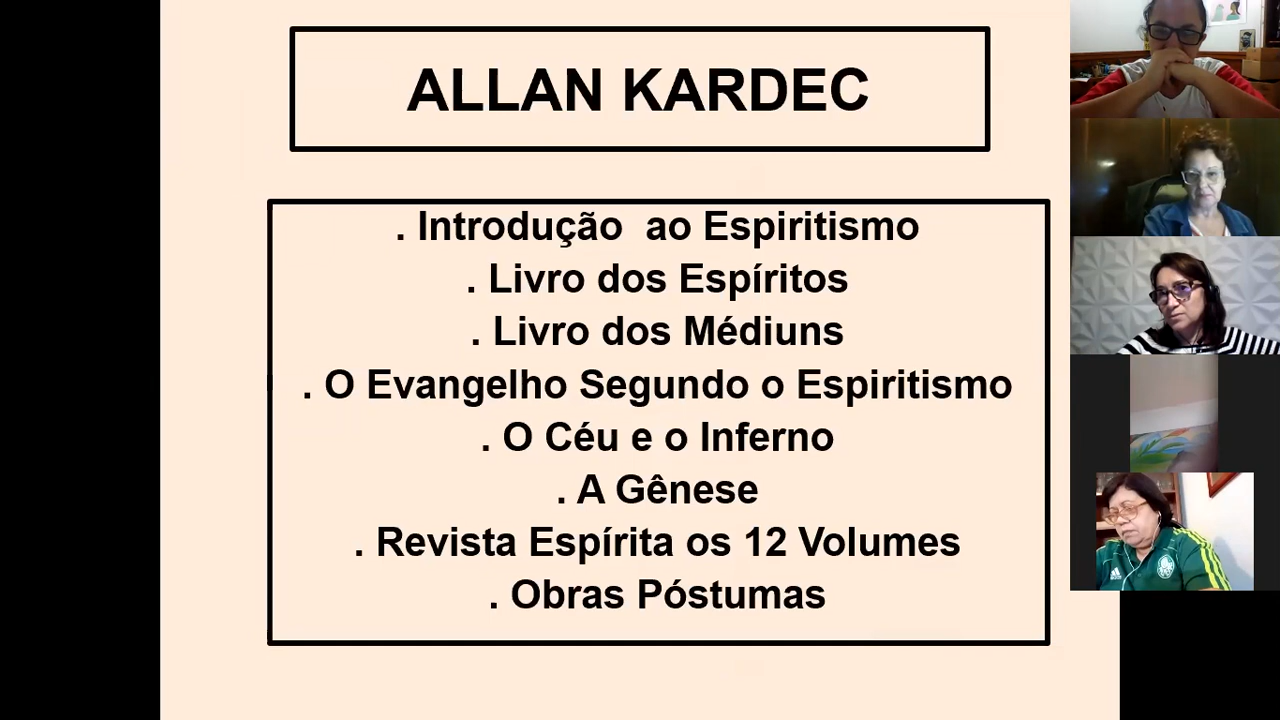 ALLAN KARDEC
. Introdução  ao Espiritismo
. Livro dos Espíritos
. Livro dos Médiuns
. O Evangelho Segundo o Espiritismo
. O Céu e o Inferno
. A Gênese
. Revista Espírita os 12 Volumes
. Obras Póstumas